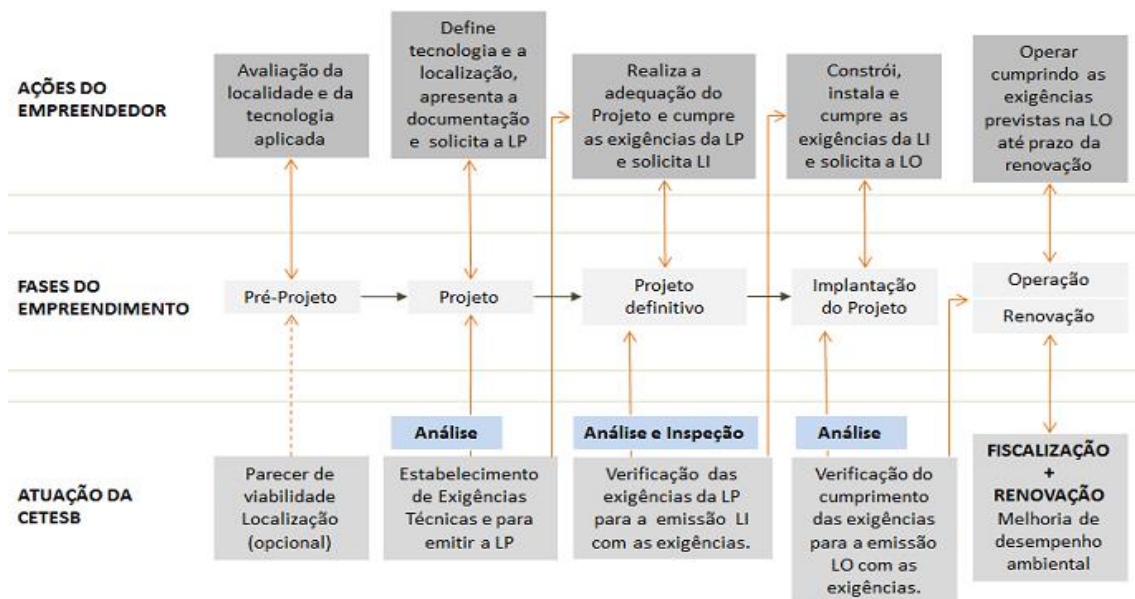 AÇÕES DO
EMPREENDEDOR
Avaliação da
localidade e da
tecnologia
aplicada
Define
tecnologia e a
localização,
apresenta a
documentação
e solicita a LP
Realiza a
adequação do
Projeto e cumpre
as exigências da LP
e solicita LI
Constrói,
instala e
cumpre as
exigências da LI
e solicita a LO
Operar
cumprindo as
exigências
previstas na LO
até prazo da
renovação
FASES DO
EMPREENDIMENTO
Pré-Projeto
Projeto
Projeto
definitivo
Implantação
do Projeto
Operação
Renovação
ATUAÇÃO DA
CETESB
Parecer de
viabilidade
Localização
(opcional)
Análise
Estabelecimento
de Exigências
Técnicas e para
emitir a LP
Análise e Inspeção
Verificação das
exigências da LP
para a emissão LI
com as exigências.
Análise
Verificação do
cumprimento
das exigências
para a emissão
LO com as
exigências.
FISCALIZAÇÃO
+
RENOVAÇÃO
Melhoria de
desempenho
ambiental